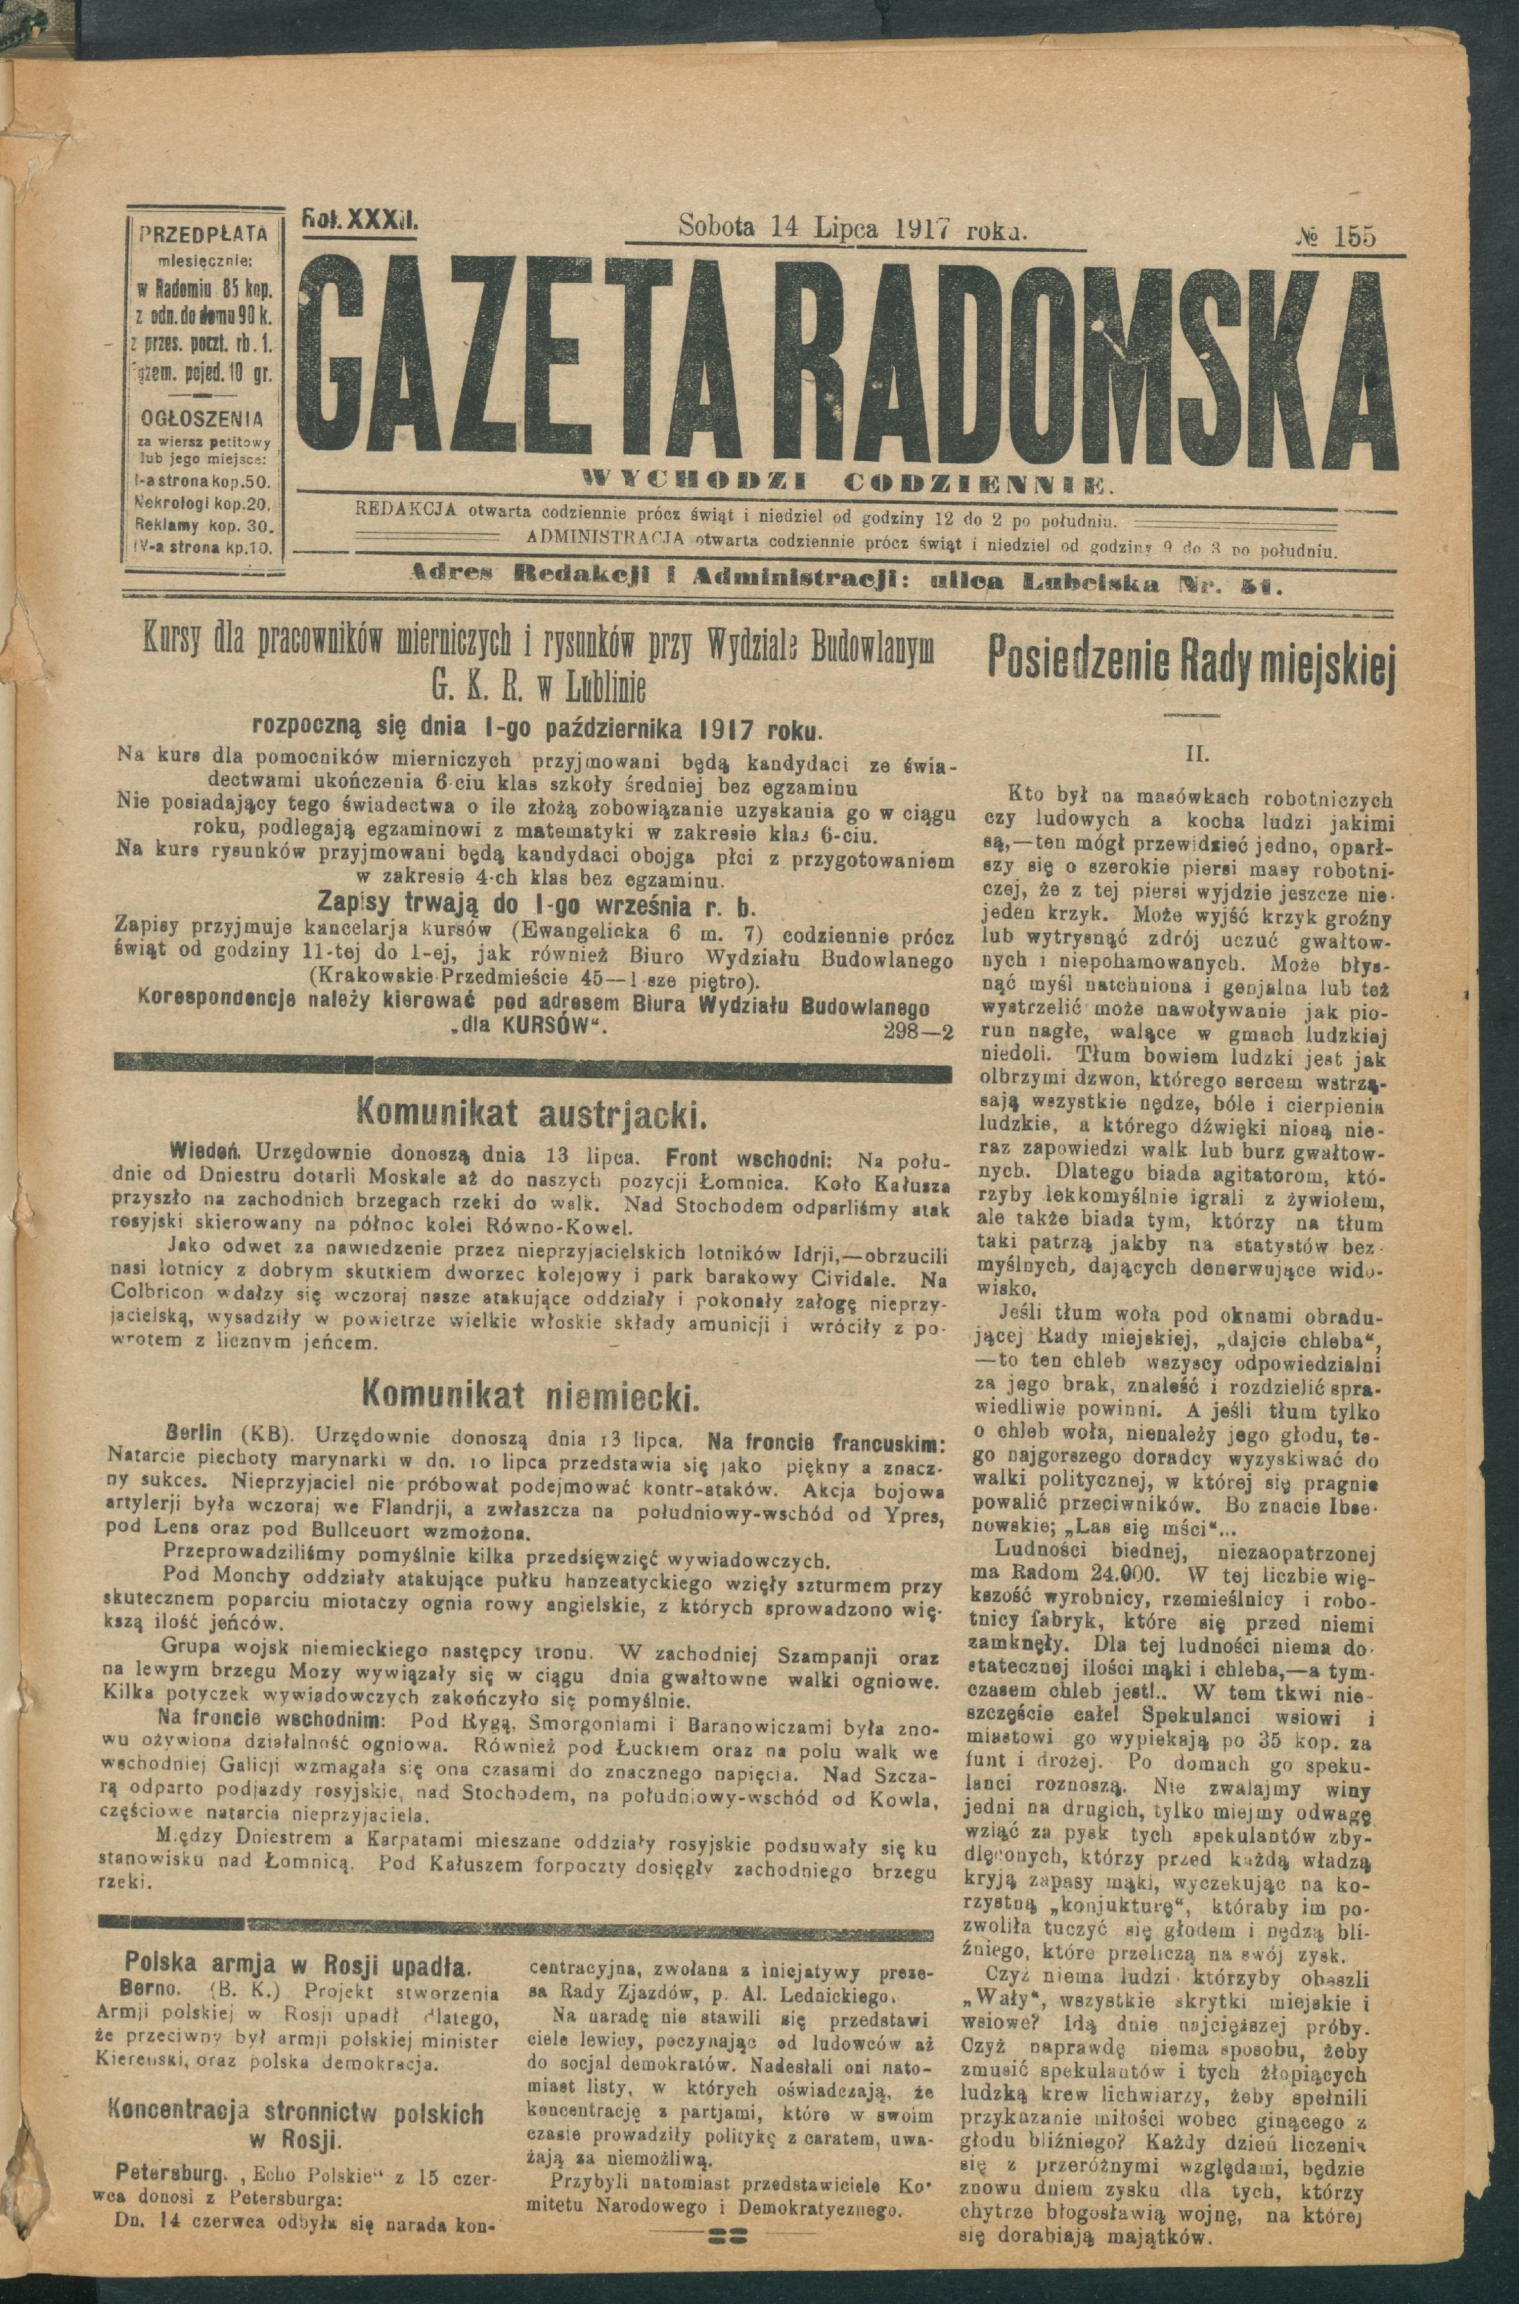 PRZEDPŁATA
miesięcznie:
w Radomiu 85 kop.
z odn. do domu 90 k.
z przes. poczt. rb. 1.
Egzem. pojed. 10 gr.
OGŁOSZENIA
za wiersz petitowy
lub jego miejsce:
I-a strona kop. 50.
Nekrologi kop. 20.
Reklamy kop. 30.
IV-a strona kp. 10.
Rok XXXII.
Sobota 14 Lipca 1917 roku.
№ 155
GAZETA RADOMSKA
WYCHODZI CODZIENNIE.
REDAKCJA otwarta codziennie prócz świąt i niedziel od godziny 12 do 2 po południu.
ADMINISTRACJA otwarta codziennie prócz świąt i niedziel od godziny 9 do 3 po południu.
Adres Redakcji i Administracji: ulica Lubelska Nr. 51.
Kursy dla pracowników mierniczych i rysunków przy Wydziale Budowlanym
G. K. R. w Lublinie
rozpoczną się dnia 1-go października 1917 roku.
Na kurs dla pomocników mierniczych przyjmowani będą kandydaci ze świa-
dectwami ukończenia 6-ciu klas szkoły średniej bez egzaminu
Nie posiadający tego świadectwa o ile złożą zobowiązanie uzyskania go w ciągu
roku, podlegają egzaminowi z matematyki w zakresie klas 6-ciu.
Na kurs rysunków przyjmowani będą kandydaci obojga płci z przygotowaniem
w zakresie 4-ch klas bez egzaminu.
Zapisy trwają do 1-go września r. b.
Zapisy przyjmuje kancelarja kursów (Ewangelicka 6 m. 7) codziennie prócz
świąt od godziny 11-tej do 1-ej, jak również Biuro Wydziału Budowlanego
(Krakowskie-Przedmieście 45—1-sze piętro).
Korespondencje należy kierować pod adresem Biura Wydziału Budowlanego
„dla KURSÓW“. 298—2
Komunikat austrjacki.
Wiedeń. Urzędownie donoszą dnia 13 lipca. Front wschodni: Na połu-
dnie od Dniestru dotarli Moskale aż do naszych pozycji Łomnica. Koło Kałusza
przyszło na zachodnich brzegach rzeki do walk. Nad Stochodem odparliśmy atak
rosyjski skierowany na północ kolei Równo-Kowel.
Jako odwet za nawiedzenie przez nieprzyjacielskich lotników Idrji,—obrzucili
nasi lotnicy z dobrym skutkiem dworzec kolejowy i park barakowy Cividale. Na
Colbricon wdałzy się wczoraj nasze atakujące oddziały i pokonały załogę nieprzy-
jacielską, wysadziły w powietrze wielkie włoskie składy amunicji i wróciły z po-
wrotem z licznym jeńcem.
Komunikat niemiecki.
Berlin (KB). Urzędownie donoszą dnia 13 lipca. Na froncie francuskim:
Natarcie piechoty marynarki w dn. 10 lipca przedstawia się jako piękny a znacz-
ny sukces. Nieprzyjaciel nie próbował podejmować kontr-ataków. Akcja bojowa
artylerji była wczoraj we Flandrji, a zwłaszcza na południowy-wschód od Ypres,
pod Lens oraz pod Bullceuort wzmożona.
Przeprowadziliśmy pomyślnie kilka przedsięwzięć wywiadowczych.
Pod Monchy oddziały atakujące pułku hanzeatyckiego wzięły szturmem przy
skutecznem poparciu miotaczy ognia rowy angielskie, z których sprowadzono wię-
kszą ilość jeńców.
Grupa wojsk niemieckiego następcy tronu. W zachodniej Szampanji oraz
na lewym brzegu Mozy wywiązały się w ciągu dnia gwałtowne walki ogniowe.
Kilka potyczek wywiadowczych zakończyło się pomyślnie.
Na froncie wschodnim: Pod Rygą, Smorgoniami i Baranowiczami była zno-
wu ożywiona działalność ogniowa. Również pod Łuckiem oraz na polu walk we
wschodniej Galicji wzmagała się ona czasami do znacznego napięcia. Nad Szcza-
rą odparto podjazdy rosyjskie, nad Stochodem, na południowy-wschód od Kowla,
częściowe natarcia nieprzyjaciela.
Między Dniestrem a Karpatami mieszane oddziały rosyjskie podsuwały się ku
stanowisku nad Łomnicą. Pod Kałuszem forpoczty dosięgły zachodniego brzegu
rzeki.
Polska armja w Rosji upadła.
Berno. (B. K.) Projekt stworzenia
Armji polskiej w Rosji upadł dlatego,
że przeciwny był armji polskiej minister
Kiereński, oraz polska demokracja.
Koncentracja stronnictw polskich
w Rosji.
Petersburg. „Echo Polskie“ z 15 czer-
wca donosi z Petersburga:
Dn. 14 czerwca odbyła się narada kon-
centracyjna, zwołana z inicjatywy preze-
sa Rady Zjazdów, p. Al. Lednickiego.
Na naradę nie stawili się przedstawi
ciele lewicy, poczynając od ludowców aż
do socjal demokratów. Nadesłali oni nato-
miast listy, w których oświadczają, że
koncentrację z partjami, które w swoim
czasie prowadziły politykę z caratem, uwa-
żają za niemożliwą.
Przybyli natomiast przedstawiciele Ko-
mitetu Narodowego i Demokratycznego.
Posiedzenie Rady miejskiej
II.
Kto był na masówkach robotniczych
czy ludowych a kocha ludzi jakimi
są,—ten mógł przewidzieć jedno, oparł-
szy się o szerokie piersi masy robotni-
czej, że z tej piersi wyjdzie jeszcze nie-
jeden krzyk. Może wyjść krzyk groźny
lub wytrysnąć zdrój uczuć gwałtow-
nych i niepohamowanych. Może błys-
nąć myśl natchniona i genjalna lub też
wystrzelić może nawoływanie jak pio-
run nagłe, walące w gmach ludzkiej
niedoli. Tłum bowiem ludzki jest jak
olbrzymi dzwon, którego sercem wstrzą-
sają wszystkie nędze, bóle i cierpienia
ludzkie, a którego dźwięki niosą nie-
raz zapowiedzi walk lub burz gwałtow-
nych. Dlatego biada agitatorom, któ-
rzyby lekkomyślnie igrali z żywiołem,
ale także biada tym, którzy na tłum
taki patrzą jakby na statystów bez-
myślnych, dających denerwujące wido-
wisko.
Jeśli tłum woła pod oknami obradu-
jącej Rady miejskiej, „dajcie chleba“,
—to ten chleb wszyscy odpowiedzialni
za jego brak, znaleść i rozdzielić spra-
wiedliwie powinni. A jeśli tłum tylko
o chleb woła, nienależy jego głodu, te-
go najgorszego doradcy wyzyskiwać do
walki politycznej, w której się pragnie
powalić przeciwników. Bo znacie Ibse-
nowskie; „Las się mści“...
Ludności biednej, niezaopatrzonej
ma Radom 24.000. W tej liczbie wię-
kszość wyrobnicy, rzemieślnicy i robo-
tnicy fabryk, które się przed niemi
zamknęły. Dla tej ludności niema do-
statecznej ilości mąki i chleba,—a tym-
czasem chleb jest!.. W tem tkwi nie-
szczęście całe! Spekulanci wsiowi i
miastowi go wypiekają po 35 kop. za
funt i drożej. Po domach go speku-
lanci roznoszą. Nie zwalajmy winy
jedni na drugich, tylko miejmy odwagę
wziąć za pysk tych spekulantów zby-
dlęconych, którzy przed każdą władzą
kryją zapasy mąki, wyczekując na ko-
rzystną „konjukturę“, któraby im po-
zwoliła tuczyć się głodem i nędzą bli-
źniego, które przeliczą na swój zysk.
Czyż niema ludzi którzyby obeszli
„Wały“, wszystkie skrytki miejskie i
wsiowe? Idą dnie najcięższej próby.
Czyż naprawdę niema sposobu, żeby
zmusić spekulantów i tych żłopiących
ludzką krew lichwiarzy, żeby spełnili
przykazanie miłości wobec ginącego z
głodu bliźniego? Każdy dzień liczenia
się z przeróżnymi względami, będzie
znowu dniem zysku dla tych, którzy
chytrze błogosławią wojnę, na której
się dorabiają majątków.